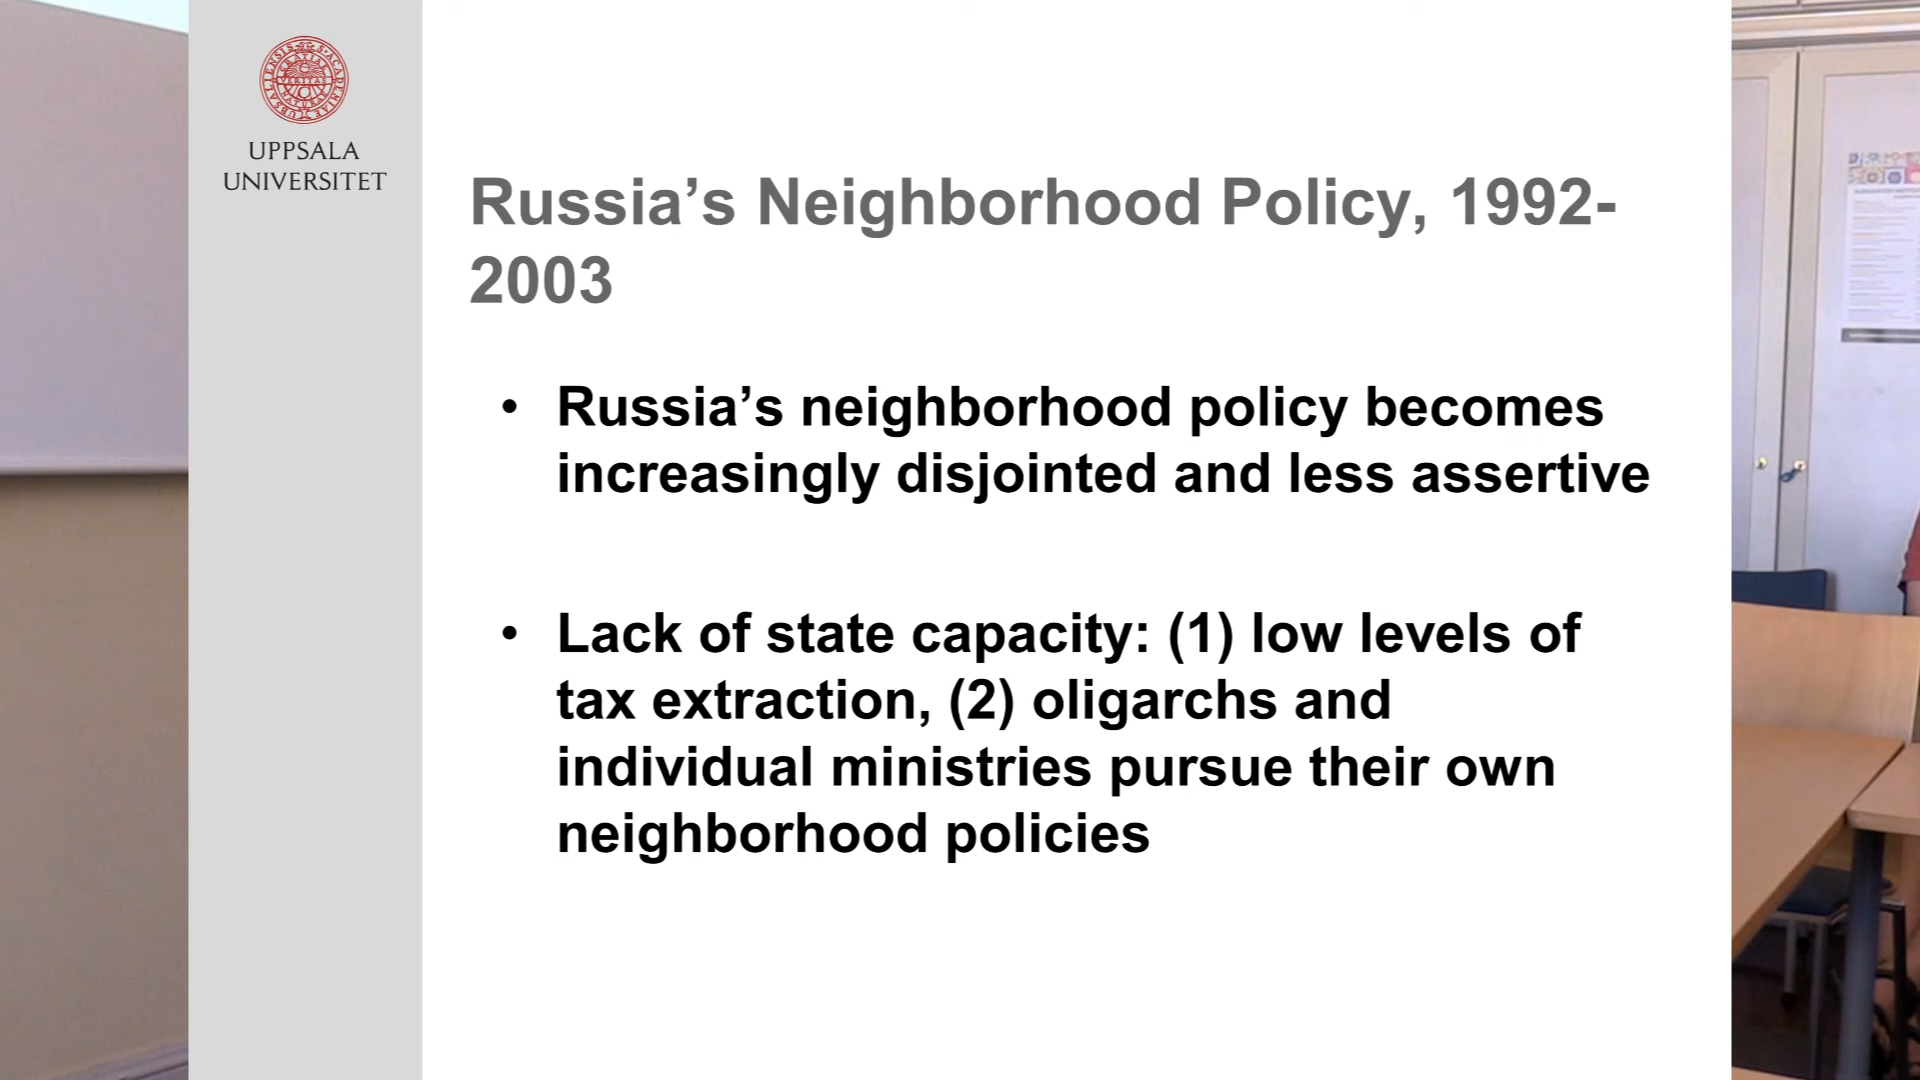 UPPSALA
UNIVERSITET
Russia’s Neighborhood Policy, 1992-
2003
• Russia’s neighborhood policy becomes
increasingly disjointed and less assertive
• Lack of state capacity: (1) low levels of
tax extraction, (2) oligarchs and
individual ministries pursue their own
neighborhood policies